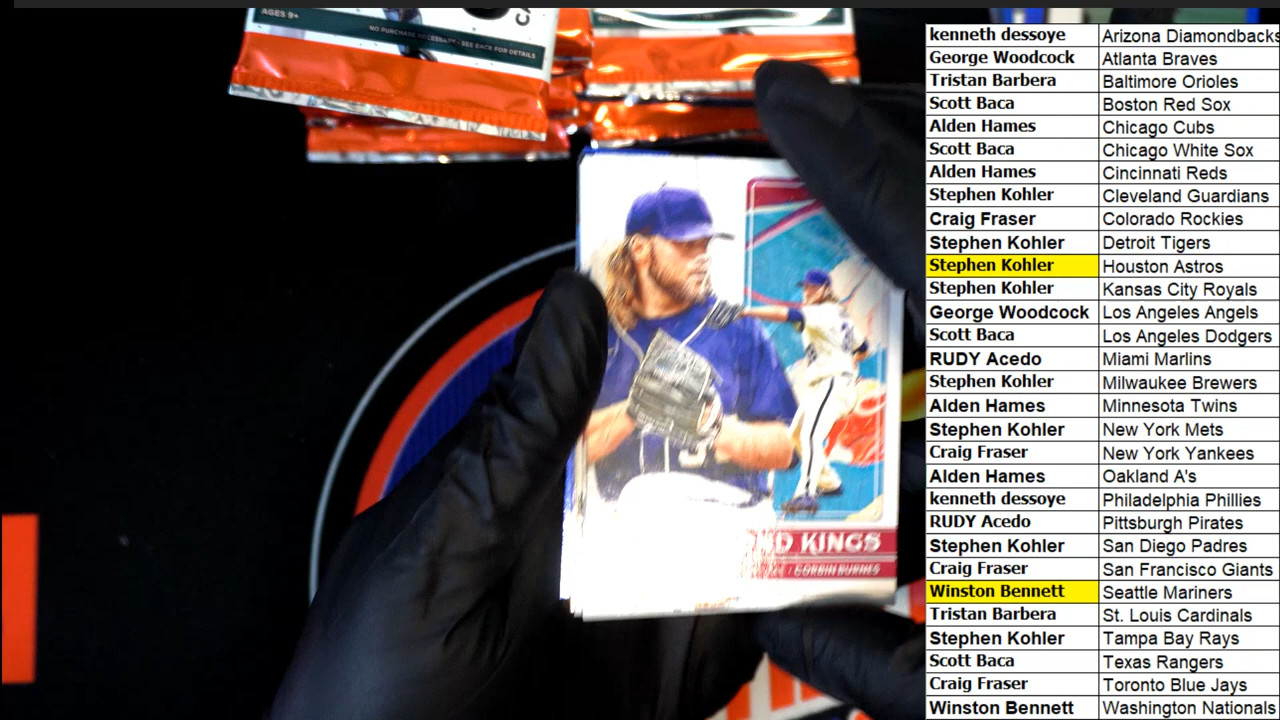 AGES 9+
NO PURCHASE NECESSARY - SEE BACK FOR DETAILS
ND KINGS
CORBIN BURNES
kenneth dessoye Arizona Diamondbacks
George Woodcock Atlanta Braves
Tristan Barbera Baltimore Orioles
Scott Baca Boston Red Sox
Alden Hames Chicago Cubs
Scott Baca Chicago White Sox
Alden Hames Cincinnati Reds
Stephen Kohler Cleveland Guardians
Craig Fraser Colorado Rockies
Stephen Kohler Detroit Tigers
Stephen Kohler Houston Astros
Stephen Kohler Kansas City Royals
George Woodcock Los Angeles Angels
Scott Baca Los Angeles Dodgers
RUDY Acedo Miami Marlins
Stephen Kohler Milwaukee Brewers
Alden Hames Minnesota Twins
Stephen Kohler New York Mets
Craig Fraser New York Yankees
Alden Hames Oakland A's
kenneth dessoye Philadelphia Phillies
RUDY Acedo Pittsburgh Pirates
Stephen Kohler San Diego Padres
Craig Fraser San Francisco Giants
Winston Bennett Seattle Mariners
Tristan Barbera St. Louis Cardinals
Stephen Kohler Tampa Bay Rays
Scott Baca Texas Rangers
Craig Fraser Toronto Blue Jays
Winston Bennett Washington Nationals